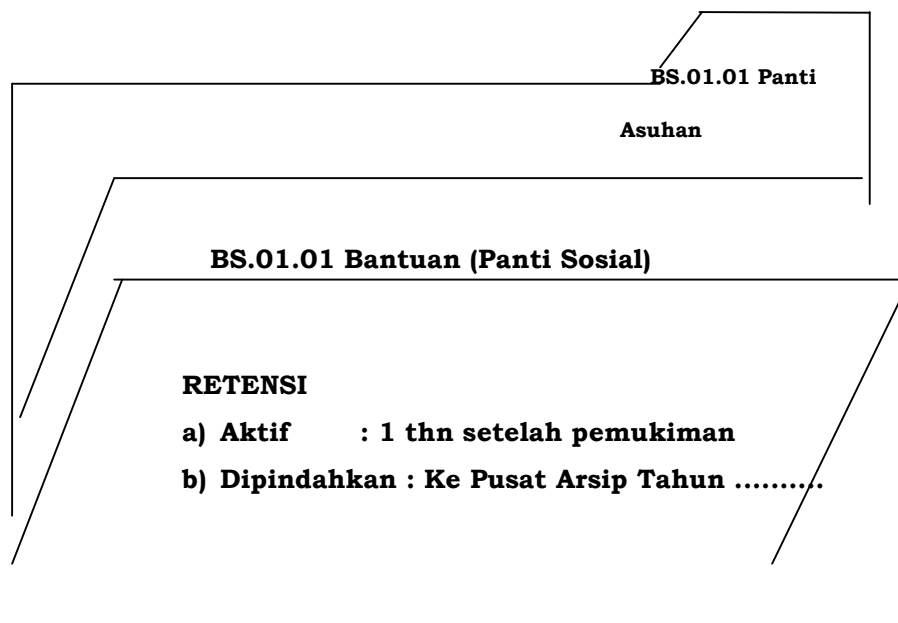 BS.01.01 Panti
Asuhan
BS.01.01 Bantuan (Panti Sosial)
RETENSI
a) Aktif : 1 thn setelah pemukiman
b) Dipindahkan : Ke Pusat Arsip Tahun ..........